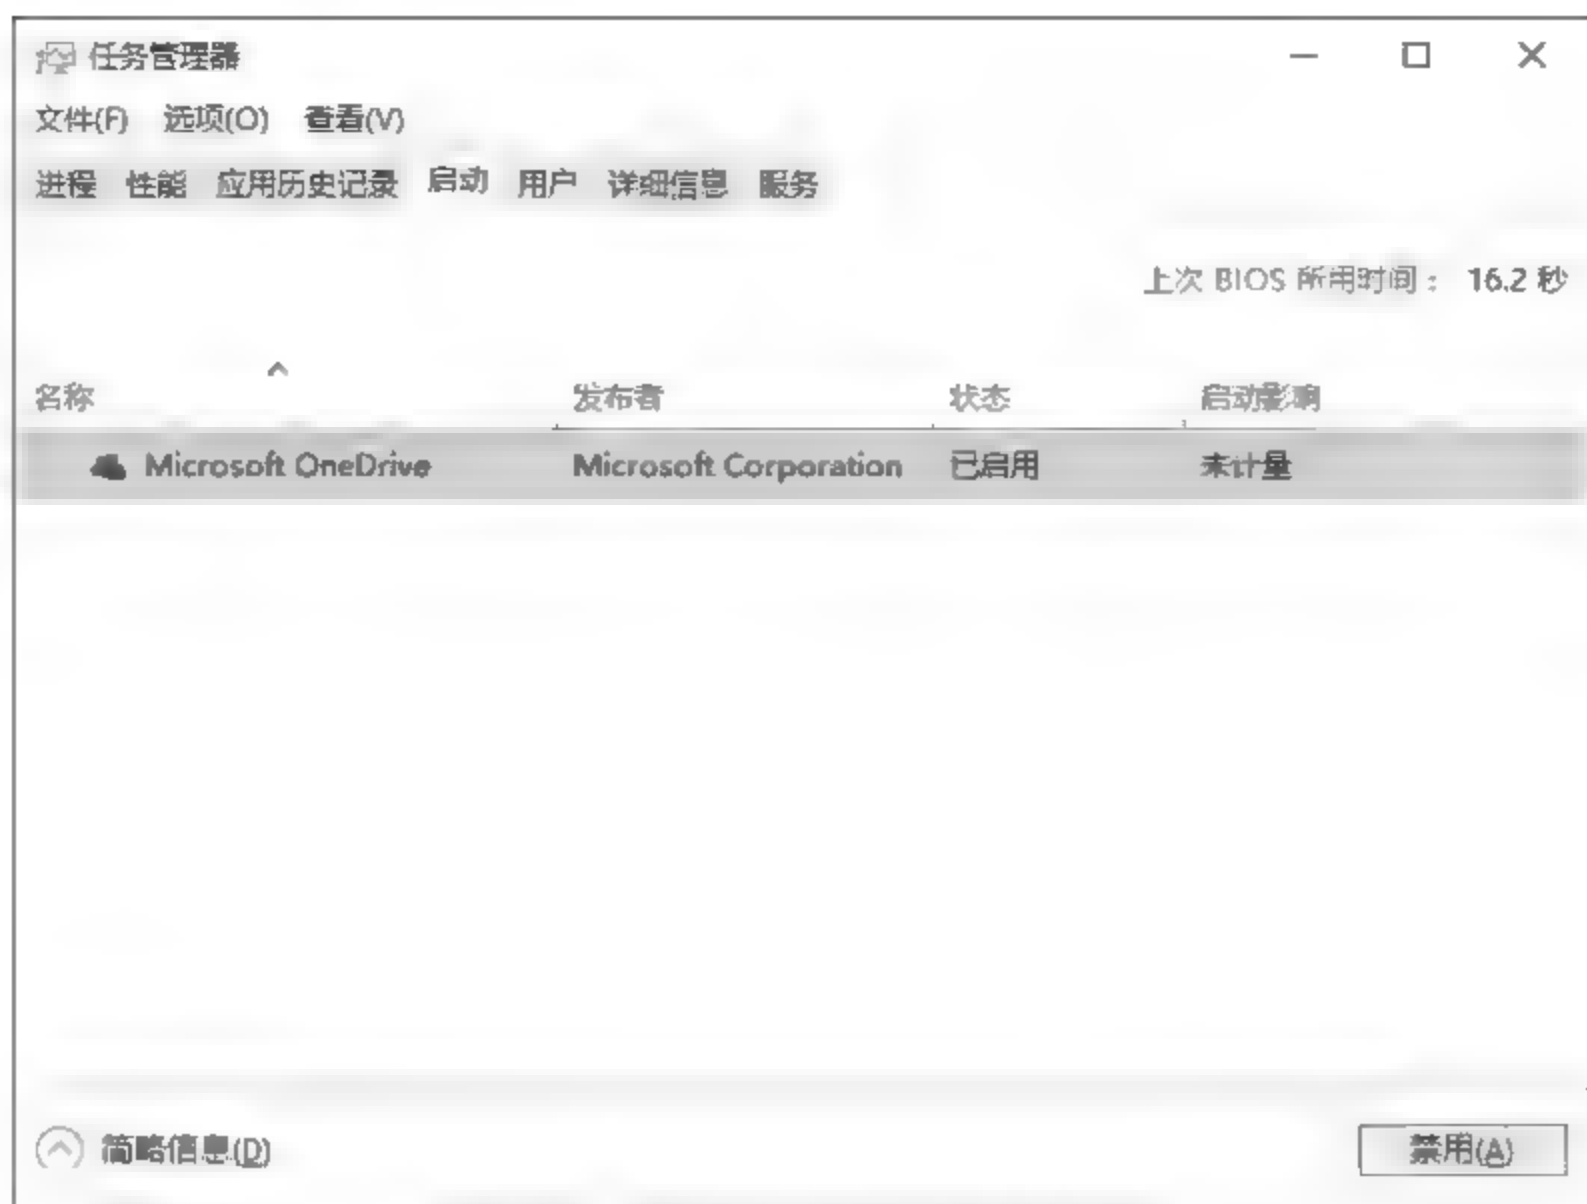 任务管理器
文件(F) 选项(O) 查看(V)
进程 性能 应用历史记录 启动 用户 详细信息 服务
上次 BIOS 所用时间： 16.2 秒
名称 发布者 状态 启动影响
Microsoft OneDrive Microsoft Corporation 已启用 未计量
简略信息(D) 禁用(A)